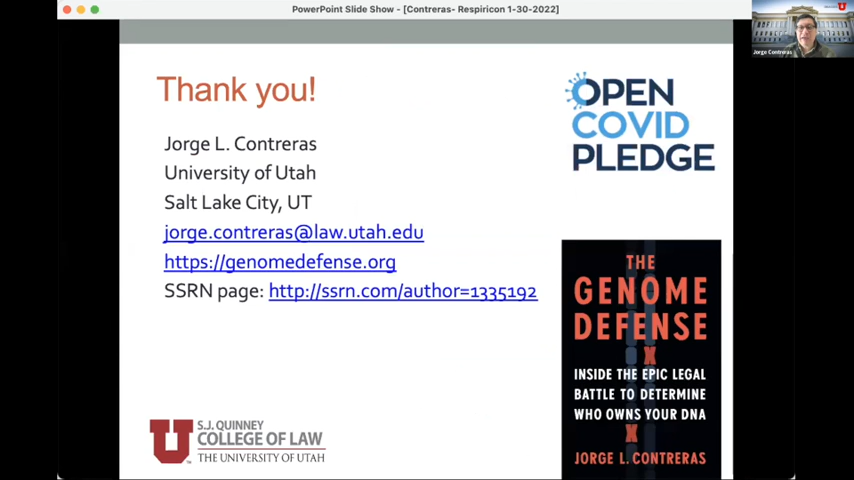 PowerPoint Slide Show - [Contreras- Respiricon 1-30-2022]
Jorge Contreras
Thank you!
Jorge L. Contreras
University of Utah
Salt Lake City, UT
jorge.contreras@law.utah.edu
https://genomedefense.org
SSRN page: http://ssrn.com/author=1335192
OPEN
COVID
PLEDGE
THE
GENOME
DEFENSE
INSIDE THE EPIC LEGAL
BATTLE TO DETERMINE
WHO OWNS YOUR DNA
JORGE L. CONTRERAS
U
S.J. QUINNEY
COLLEGE OF LAW
THE UNIVERSITY OF UTAH